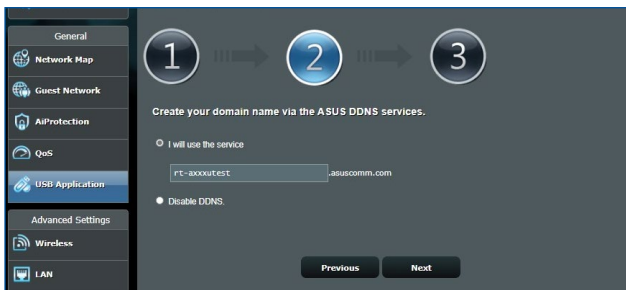 General
Network Map
Guest Network
AiProtection
QoS
USB Application
Advanced Settings
Wireless
LAN
1
2
3
Create your domain name via the ASUS DDNS services.
I will use the service
rt-axxxutest .asuscomm.com
Disable DDNS.
Previous Next